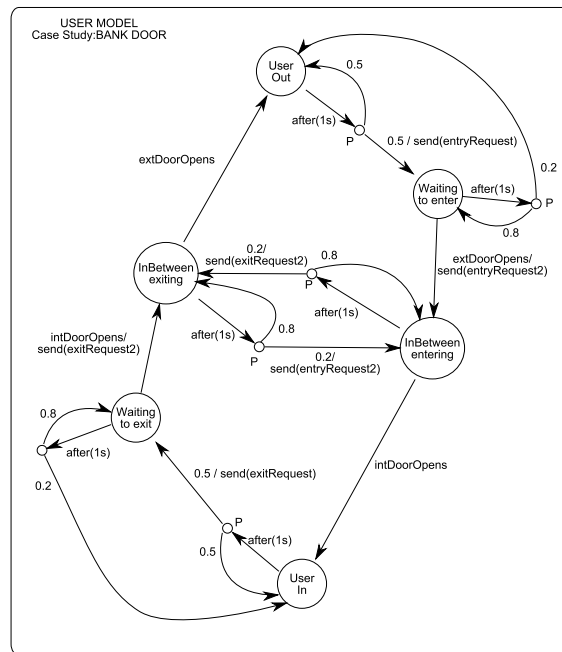 USER MODEL
Case Study:BANK DOOR
User
Out
0.5
after(1s)
P
0.5 / send(entryRequest)
0.2
Waiting
to enter
after(1s)
P
0.8
extDoorOpens
extDoorOpens/
send(entryRequest2)
InBetween
exiting
0.2/
send(exitRequest2)
0.8
P
after(1s)
after(1s)
0.8
P
0.2/
send(entryRequest2)
InBetween
entering
intDoorOpens/
send(exitRequest2)
0.8
Waiting
to exit
after(1s)
0.2
intDoorOpens
0.5 / send(exitRequest)
P
after(1s)
0.5
User
In